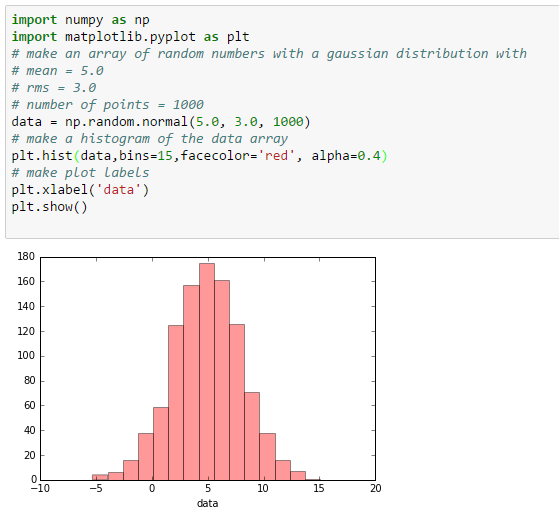 import numpy as np
import matplotlib.pyplot as plt
# make an array of random numbers with a gaussian distribution with
# mean = 5.0
# rms = 3.0
# number of points = 1000
data = np.random.normal(5.0, 3.0, 1000)
# make a histogram of the data array
plt.hist(data,bins=15,facecolor='red', alpha=0.4)
# make plot labels
plt.xlabel('data')
plt.show()
180
160
140
120
100
80
60
40
20
0
−10 −5 0 5 10 15 20
data